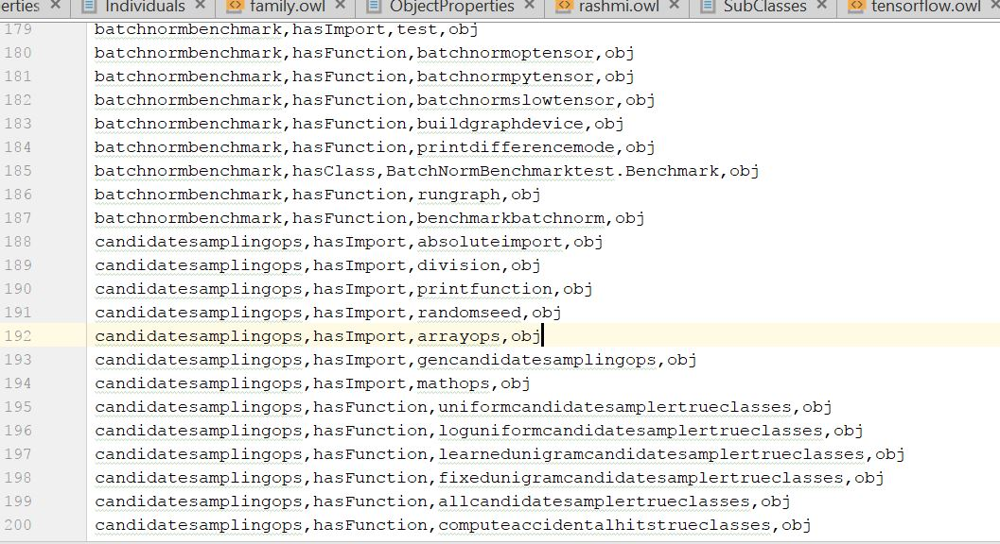 erties Individuals family.owl ObjectProperties rashmi.owl SubClasses tensorflow.owl
179 batchnormbenchmark,hasImport,test,obj
180 batchnormbenchmark,hasFunction,batchnormoptensor,obj
181 batchnormbenchmark,hasFunction,batchnormpytensor,obj
182 batchnormbenchmark,hasFunction,batchnormslowtensor,obj
183 batchnormbenchmark,hasFunction,buildgraphdevice,obj
184 batchnormbenchmark,hasFunction,printdifferencemode,obj
185 batchnormbenchmark,hasClass,BatchNormBenchmarktest.Benchmark,obj
186 batchnormbenchmark,hasFunction,rungraph,obj
187 batchnormbenchmark,hasFunction,benchmarkbatchnorm,obj
188 candidatesamplingops,hasImport,absoluteimport,obj
189 candidatesamplingops,hasImport,division,obj
190 candidatesamplingops,hasImport,printfunction,obj
191 candidatesamplingops,hasImport,randomseed,obj
192 candidatesamplingops,hasImport,arrayops,obj
193 candidatesamplingops,hasImport,gencandidatesamplingops,obj
194 candidatesamplingops,hasImport,mathops,obj
195 candidatesamplingops,hasFunction,uniformcandidatesamplertrueclasses,obj
196 candidatesamplingops,hasFunction,loguniformcandidatesamplertrueclasses,obj
197 candidatesamplingops,hasFunction,learnedunigramcandidatesamplertrueclasses,obj
198 candidatesamplingops,hasFunction,fixedunigramcandidatesamplertrueclasses,obj
199 candidatesamplingops,hasFunction,allcandidatesamplertrueclasses,obj
200 candidatesamplingops,hasFunction,computeaccidentalhitstrueclasses,obj